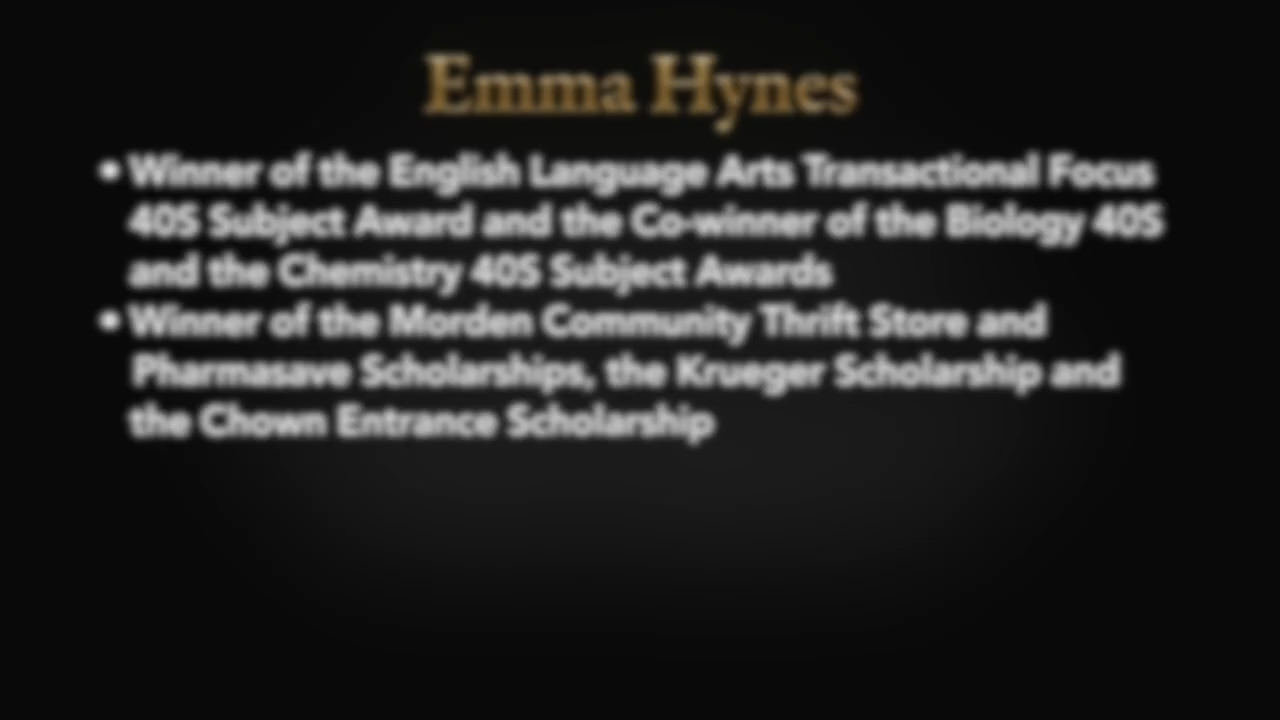 Emma Hynes
• Winner of the English Language Arts Transactional Focus
40S Subject Award and the Co-winner of the Biology 40S
and the Chemistry 40S Subject Awards
• Winner of the Morden Community Thrift Store and
Pharmasave Scholarships, the Krueger Scholarship and
the Chown Entrance Scholarship